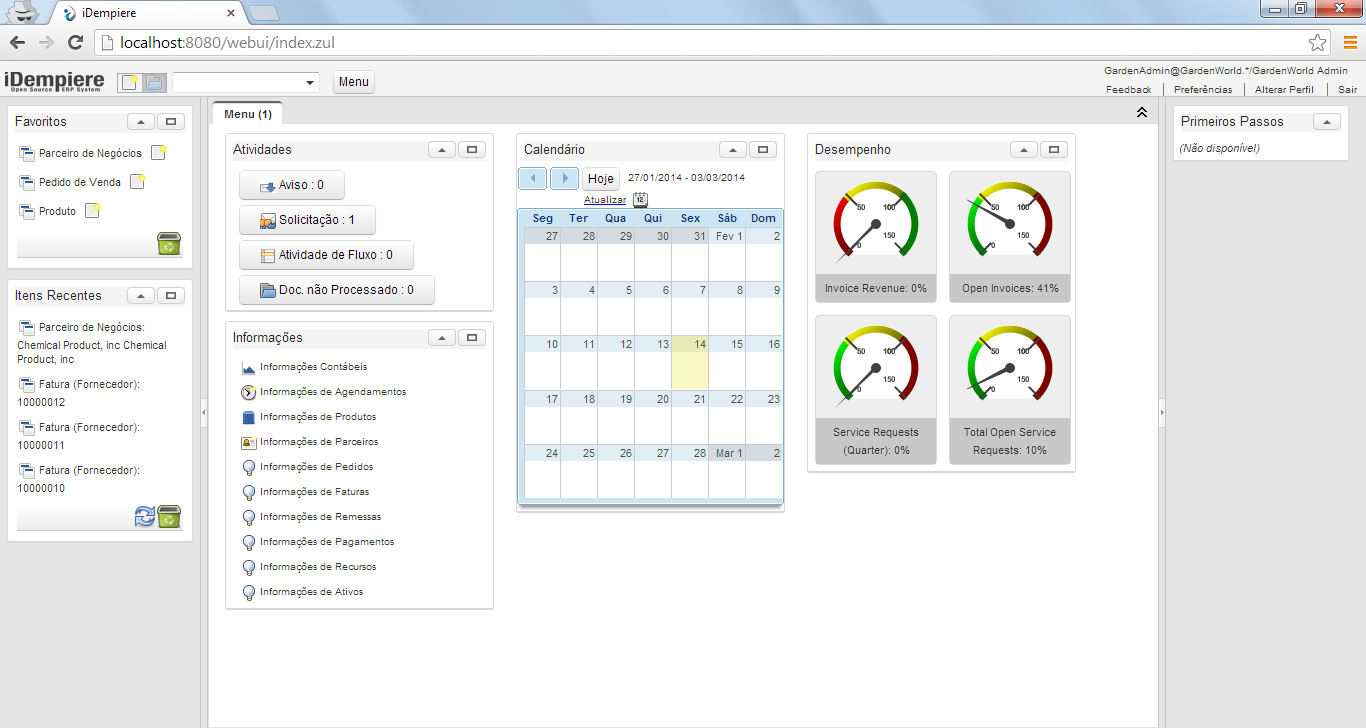 iDempiere
localhost:8080/webui/index.zul
iDempiere
Open Source ERP System
Menu
GardenAdmin@GardenWorld.*/GardenWorld Admin
Feedback
Preferências
Alterar Perfil
Sair
Favoritos
Parceiro de Negócios
Pedido de Venda
Produto
Itens Recentes
Parceiro de Negócios:
Chemical Product, inc Chemical
Product, inc
Fatura (Fornecedor):
10000012
Fatura (Fornecedor):
10000011
Fatura (Fornecedor):
10000010
Menu (1)
Atividades
Aviso : 0
Solicitação : 1
Atividade de Fluxo : 0
Doc. não Processado : 0
Informações
Informações Contábeis
Informações de Agendamentos
Informações de Produtos
Informações de Parceiros
Informações de Pedidos
Informações de Faturas
Informações de Remessas
Informações de Pagamentos
Informações de Recursos
Informações de Ativos
Calendário
Hoje
27/01/2014 - 03/03/2014
Atualizar
12
Seg Ter Qua Qui Sex Sáb Dom
27 28 29 30 31 Fev 1 2
3 4 5 6 7 8 9
10 11 12 13 14 15 16
17 18 19 20 21 22 23
24 25 26 27 28 Mar 1 2
Desempenho
0 50 100 150
Invoice Revenue: 0%
0 50 100 150
Open Invoices: 41%
0 50 100 150
Service Requests
(Quarter): 0%
0 50 100 150
Total Open Service
Requests: 10%
Primeiros Passos
(Não disponível)